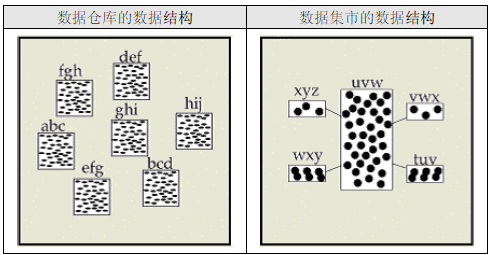 数据仓库的数据结构
数据集市的数据结构
def
fgh
ghi
hij
abc
efg
bcd
uvw
xyz
vwx
wxy
tuv